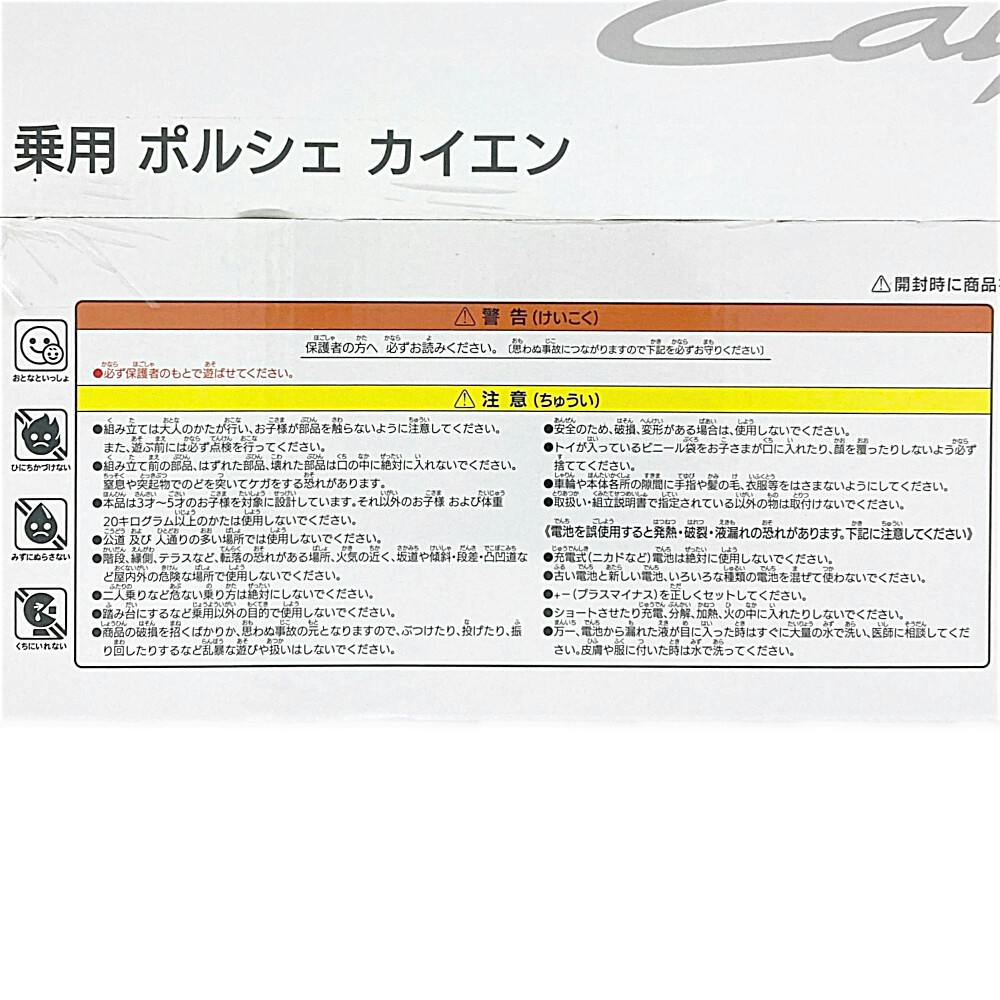 Cay
乗用 ポルシェ カイエン
⚠開封時に商品を
⚠ 警告(けいこく)
保護者の方へ 必ずお読みください。〔思わぬ事故につながりますので下記を必ずお守りください〕
●必ず保護者のもとで遊ばせてください。
⚠ 注意(ちゅうい)
●組み立ては大人のかたが行い、お子様が部品を触らないように注意してください。
また、遊ぶ前には必ず点検を行ってください。
●組み立て前の部品、はずれた部品、壊れた部品は口の中に絶対に入れないでください。
窒息や突起物でのどを突いてケガをする恐れがあります。
●本品は3才〜5才のお子様を対象に設計しています。それ以外のお子様 および体重
20キログラム以上のかたは使用しないでください。
●公道 及び 人通りの多い場所では使用しないでください。
●階段、縁側、テラスなど、転落の恐れがある場所、火気の近く、坂道や傾斜・段差・凸凹道な
ど屋内外の危険な場所で使用しないでください。
●二人乗りなど危ない乗り方は絶対にしないでください。
●踏み台にするなど乗用以外の目的で使用しないでください。
●商品の破損を招くばかりか、思わぬ事故の元となりますので、ぶつけたり、投げたり、振
り回したりするなど乱暴な遊びや扱いはしないでください。
●安全のため、破損、変形がある場合は、使用しないでください。
●トイが入っているビニール袋をお子さまが口に入れたり、顔を覆ったりしないよう必ず
捨ててください。
●車輪や本体各所の隙間に手指や髪の毛、衣服等をはさまないようにしてください。
●取扱い・組立説明書で指定されている以外の物は取付けないでください。
《電池を誤使用すると発熱・破裂・液漏れの恐れがあります。下記に注意してください》
●充電式(ニカドなど)電池は絶対に使用しないでください。
●古い電池と新しい電池、いろいろな種類の電池を混ぜて使わないでください。
●+−(プラスマイナス)を正しくセットしてください。
●ショートさせたり充電、分解、加熱、火の中に入れたりしないでください。
●万一、電池から漏れた液が目に入った時はすぐに大量の水で洗い、医師に相談してくだ
さい。皮膚や服に付いた時は水で洗ってください。
おとなといっしょ
ひにちかづけない
みずにぬらさない
くちにいれない